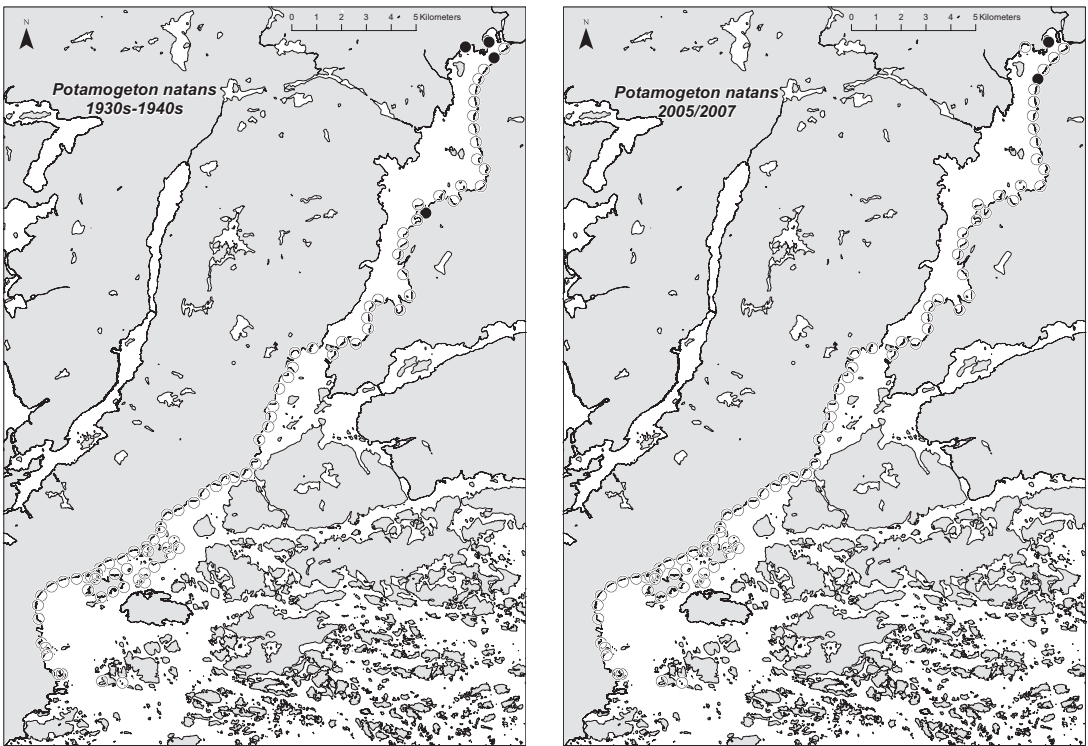 N
0 1 2 3 4 5 Kilometers
Potamogeton natans
1930s-1940s
N
0 1 2 3 4 5 Kilometers
Potamogeton natans
2005/2007